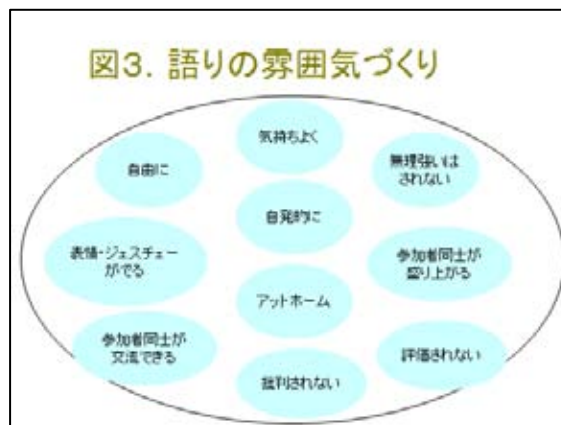 図3. 語りの雰囲気づくり
気持ちよく
自由に
無理強いは
されない
自発的に
表情・ジェスチャー
がでる
参加者同士が
盛り上がる
アットホーム
参加者同士が
交流できる
評価されない
批判されない